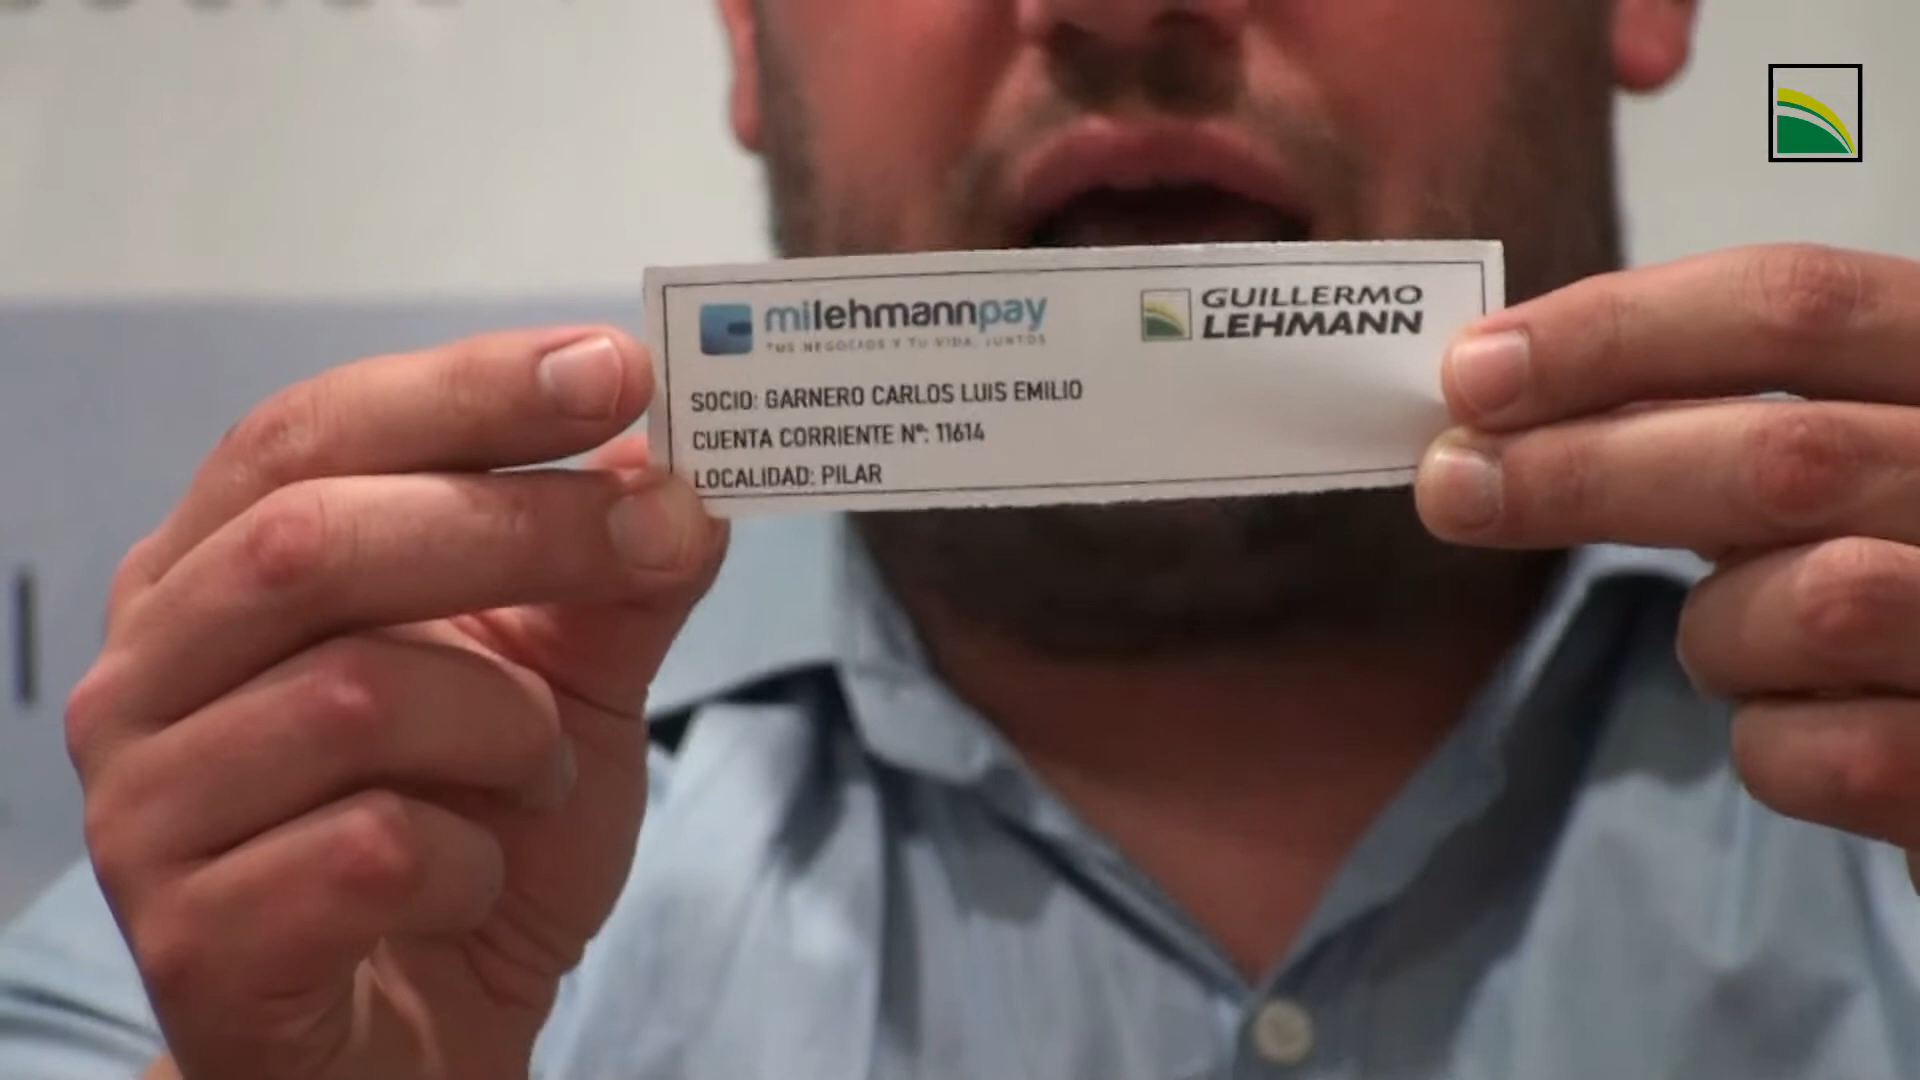 milehmannpay
TUS NEGOCIOS Y TU VIDA, JUNTOS
GUILLERMO
LEHMANN
SOCIO: GARNERO CARLOS LUIS EMILIO
CUENTA CORRIENTE Nº: 11614
LOCALIDAD: PILAR